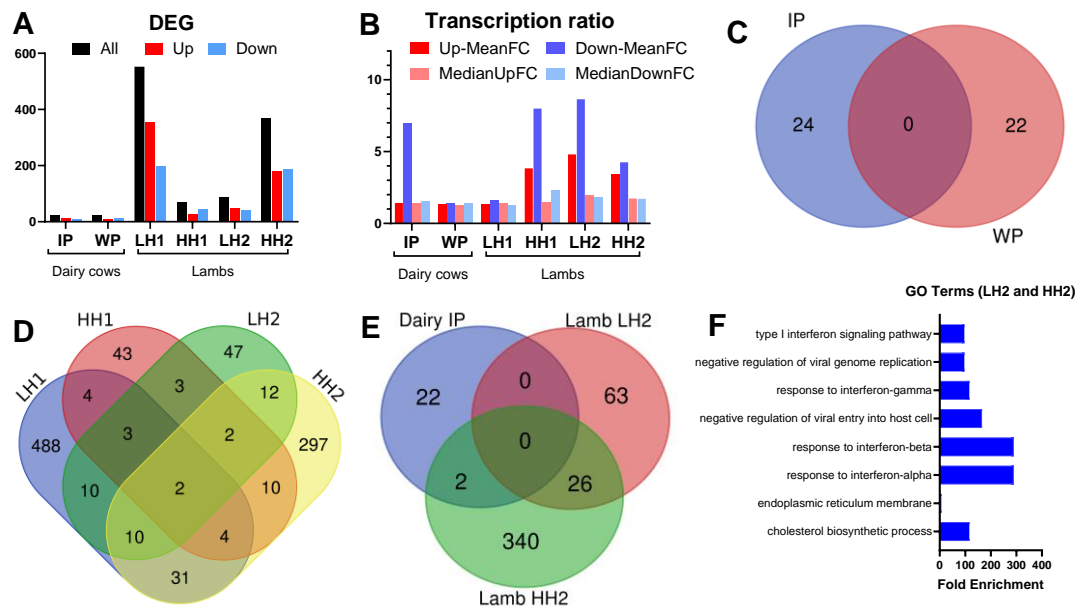 A
DEG
All Up Down
600
400
200
0
IP WP LH1 HH1 LH2 HH2
Dairy cows Lambs
B
Transcription ratio
Up-MeanFC Down-MeanFC
MedianUpFC MedianDownFC
10
5
0
IP WP LH1 HH1 LH2 HH2
Dairy cows Lambs
C
IP
24 0 22
WP
D
HH1 LH2
LH1 HH2
43 47
4 3 12
488 3 2 297
10 2 10
10 4
31
E
Dairy IP Lamb LH2
22 0 63
0
2 26
340
Lamb HH2
GO Terms (LH2 and HH2)
F
type I interferon signaling pathway
negative regulation of viral genome replication
response to interferon-gamma
negative regulation of viral entry into host cell
response to interferon-beta
response to interferon-alpha
endoplasmic reticulum membrane
cholesterol biosynthetic process
0 100 200 300 400
Fold Enrichment